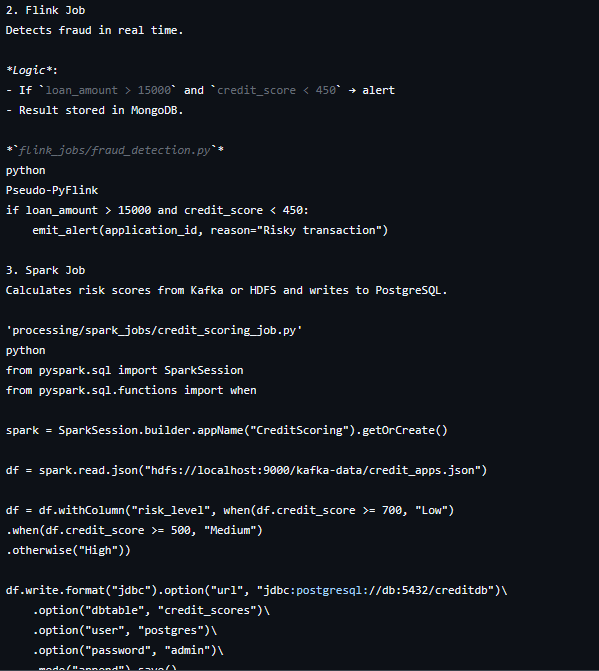 2. Flink Job
Detects fraud in real time.
*Logic*:
- If `loan_amount > 15000` and `credit_score < 450` → alert
- Result stored in MongoDB.
*`flink_jobs/fraud_detection.py`*
python
Pseudo-PyFlink
if loan_amount > 15000 and credit_score < 450:
    emit_alert(application_id, reason="Risky transaction")
3. Spark Job
Calculates risk scores from Kafka or HDFS and writes to PostgreSQL.
'processing/spark_jobs/credit_scoring_job.py'
python
from pyspark.sql import SparkSession
from pyspark.sql.functions import when
spark = SparkSession.builder.appName("CreditScoring").getOrCreate()
df = spark.read.json("hdfs://localhost:9000/kafka-data/credit_apps.json")
df = df.withColumn("risk_level", when(df.credit_score >= 700, "Low")
.when(df.credit_score >= 500, "Medium")
.otherwise("High"))
df.write.format("jdbc").option("url", "jdbc:postgresql://db:5432/creditdb")\
    .option("dbtable", "credit_scores")\
    .option("user", "postgres")\
    .option("password", "admin")\
    .mode("append").save()